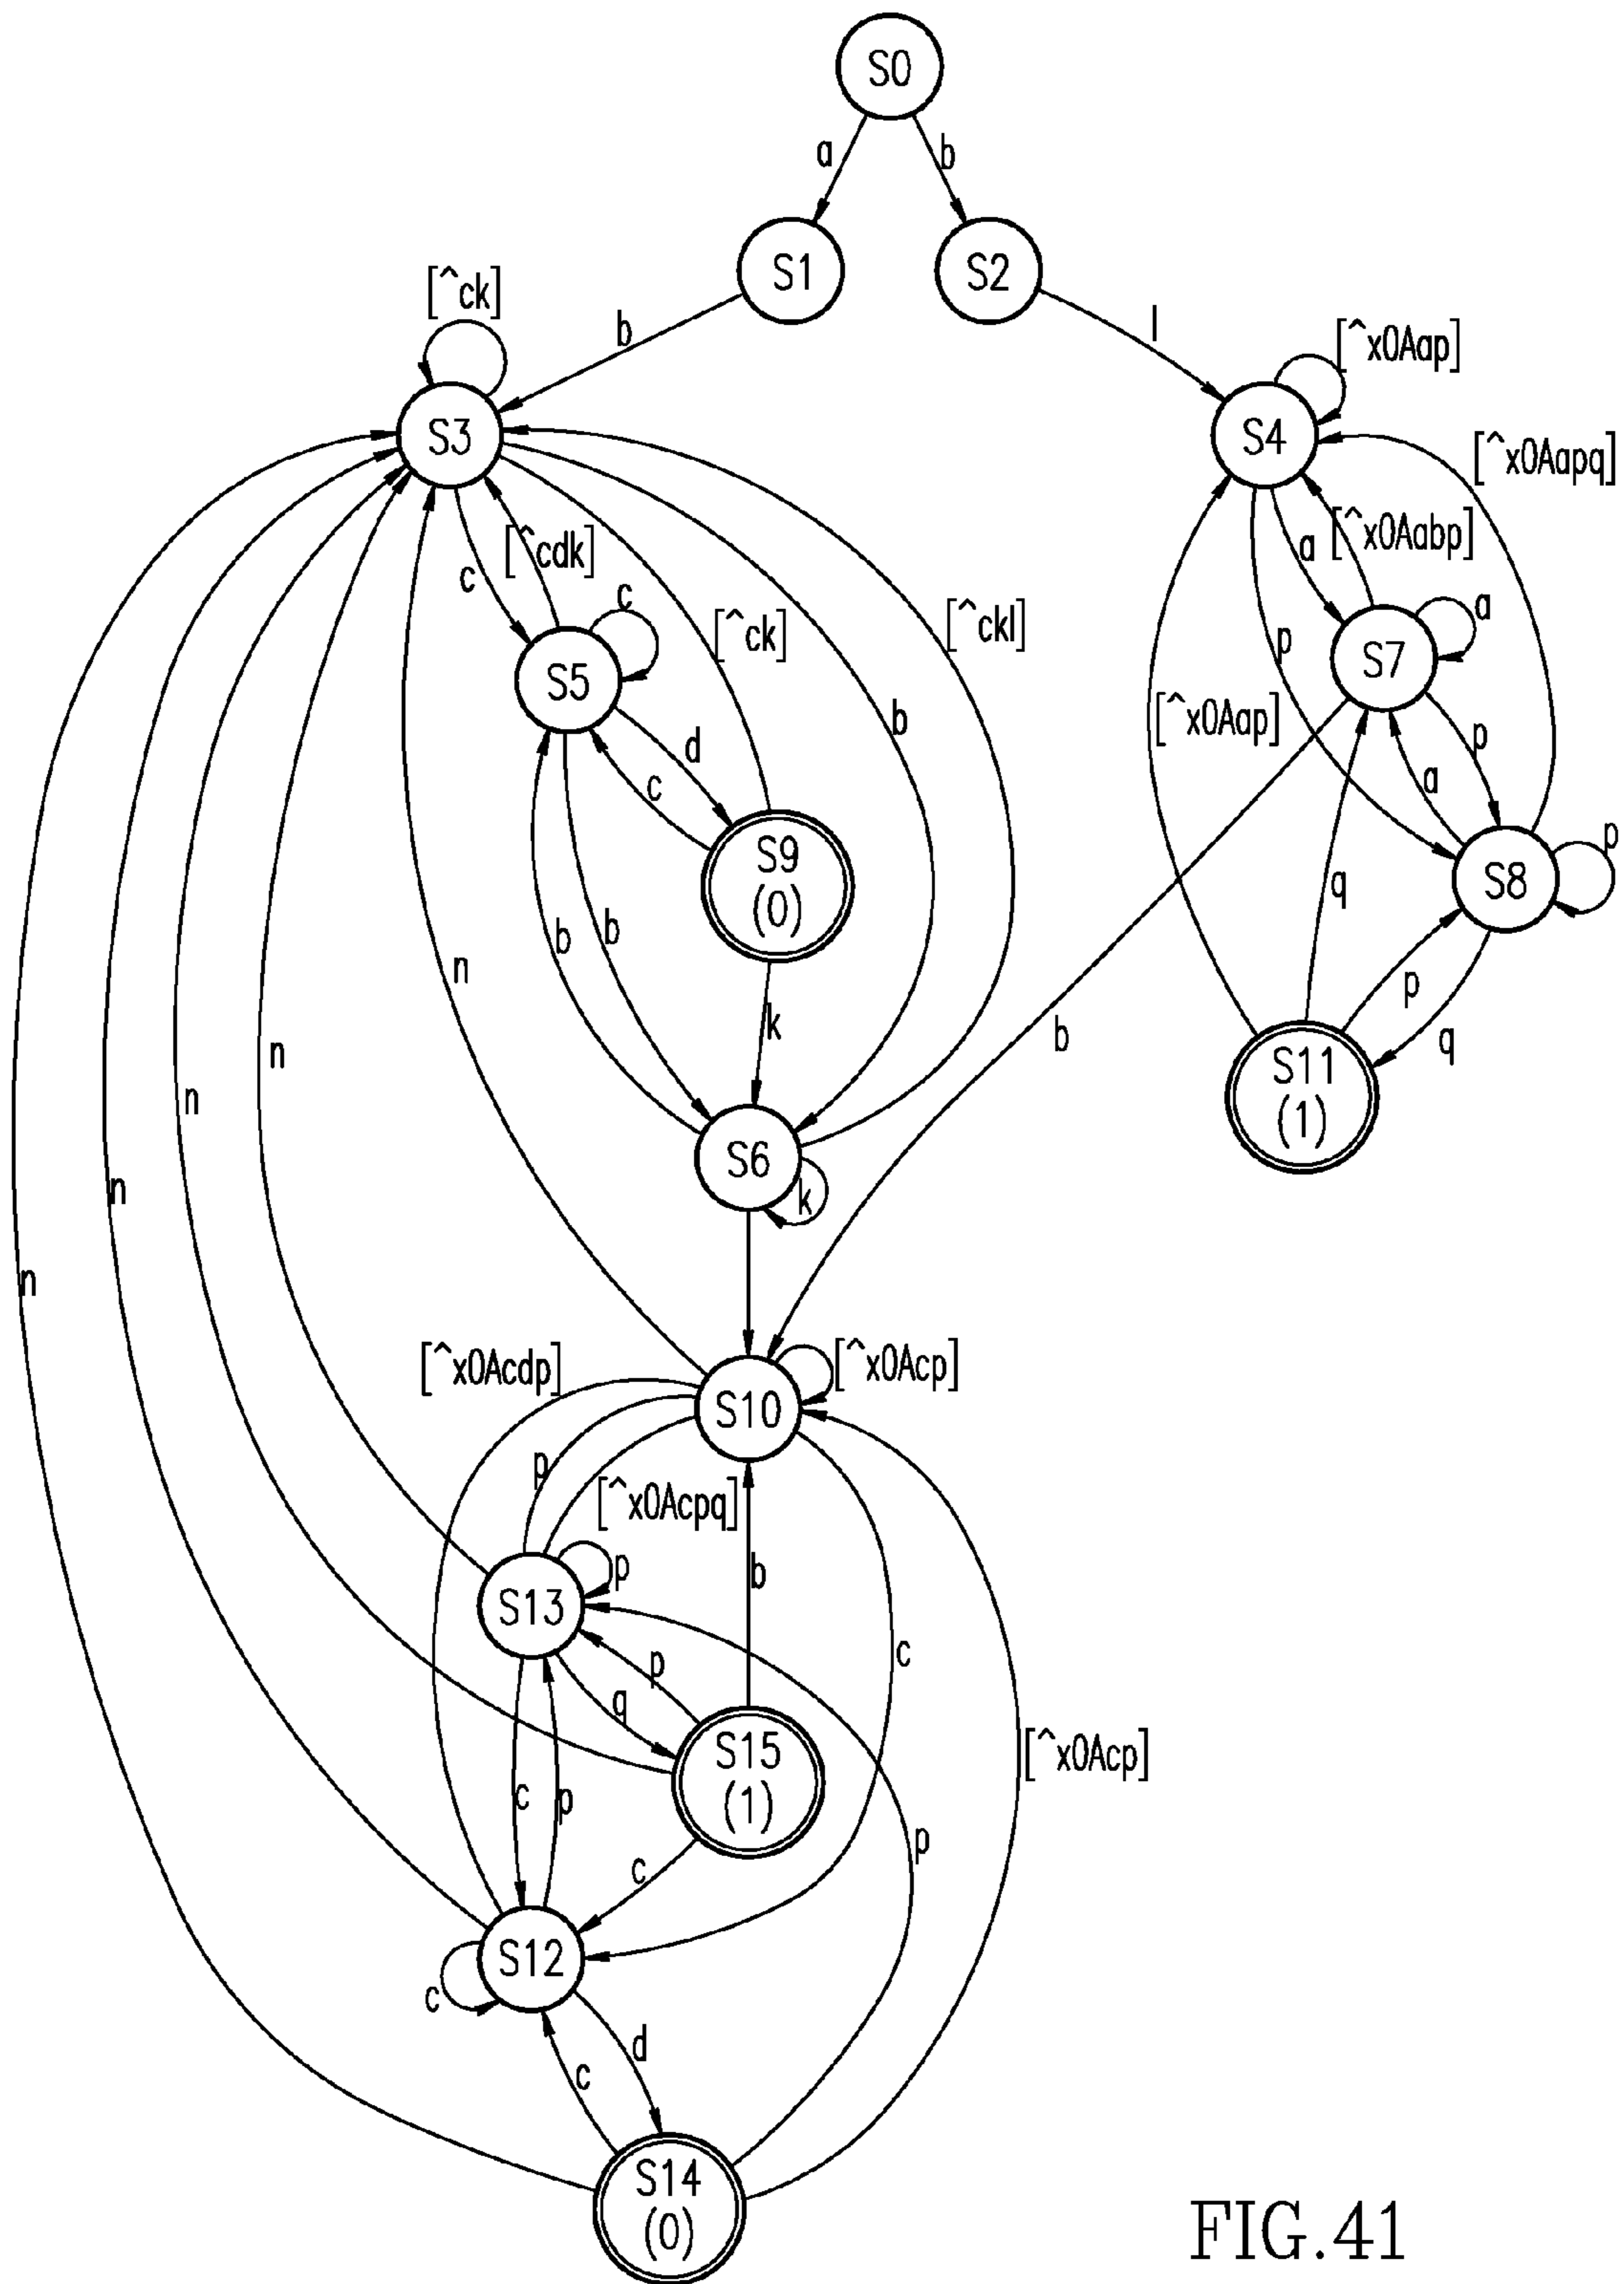 S0
a
b
S1
S2
[^ck]
b
l
[^x0Aap]
S3
S4
[^x0Aapq]
[^cdk]
a
[^x0Aabp]
c
c
[^ck]
[^ckl]
a
S5
p
S7
[^x0Aap]
b
d
p
c
a
p
S9
(0)
q
S8
b
b
n
k
p
b
q
n
S11
(1)
n
S6
n
k
n
[^x0Acdp]
[^x0Acp]
S10
p
[^x0Acpq]
p
b
S13
p
c
q
S15
(1)
[^x0Acp]
c
p
p
c
S12
c
d
c
S14
(0)
FIG.41